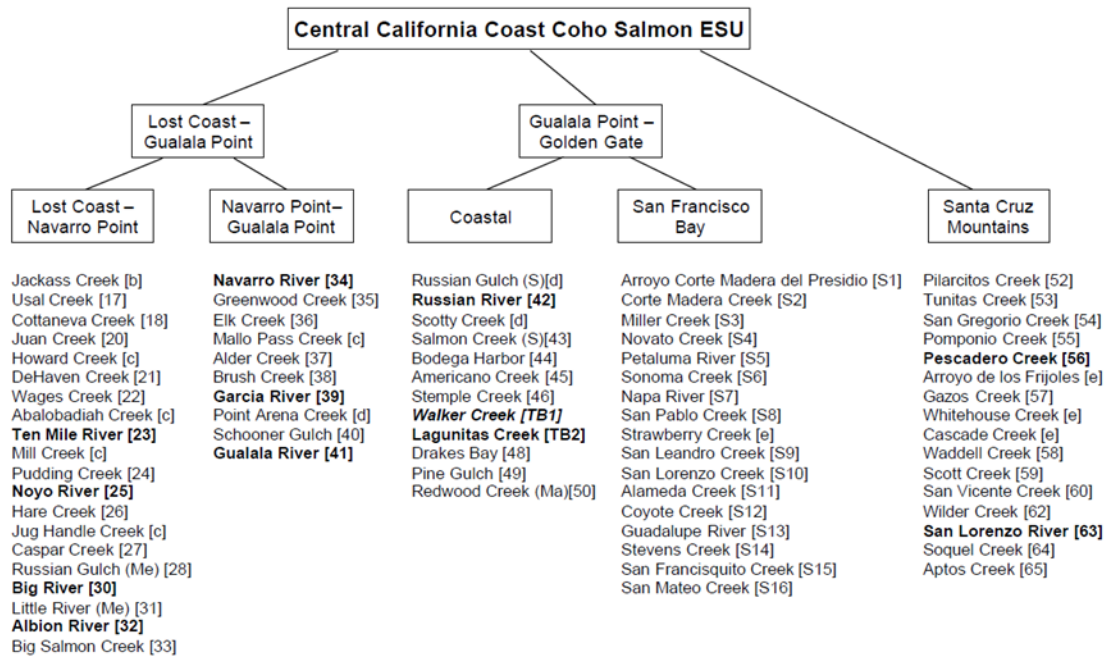 Central California Coast Coho Salmon ESU
Lost Coast –
Gualala Point
Gualala Point –
Golden Gate
Lost Coast –
Navarro Point
Navarro Point–
Gualala Point
Coastal
San Francisco
Bay
Santa Cruz
Mountains
Jackass Creek [b]
Usal Creek [17]
Cottaneva Creek [18]
Juan Creek [20]
Howard Creek [c]
DeHaven Creek [21]
Wages Creek [22]
Abalobadiah Creek [c]
Ten Mile River [23]
Mill Creek [c]
Pudding Creek [24]
Noyo River [25]
Hare Creek [26]
Jug Handle Creek [c]
Caspar Creek [27]
Russian Gulch (Me) [28]
Big River [30]
Little River (Me) [31]
Albion River [32]
Big Salmon Creek [33]
Navarro River [34]
Greenwood Creek [35]
Elk Creek [36]
Mallo Pass Creek [c]
Alder Creek [37]
Brush Creek [38]
Garcia River [39]
Point Arena Creek [d]
Schooner Gulch [40]
Gualala River [41]
Russian Gulch (S)[d]
Russian River [42]
Scotty Creek [d]
Salmon Creek (S)[43]
Bodega Harbor [44]
Americano Creek [45]
Stemple Creek [46]
Walker Creek [TB1]
Lagunitas Creek [TB2]
Drakes Bay [48]
Pine Gulch [49]
Redwood Creek (Ma)[50]
Arroyo Corte Madera del Presidio [S1]
Corte Madera Creek [S2]
Miller Creek [S3]
Novato Creek [S4]
Petaluma River [S5]
Sonoma Creek [S6]
Napa River [S7]
San Pablo Creek [S8]
Strawberry Creek [e]
San Leandro Creek [S9]
San Lorenzo Creek [S10]
Alameda Creek [S11]
Coyote Creek [S12]
Guadalupe River [S13]
Stevens Creek [S14]
San Francisquito Creek [S15]
San Mateo Creek [S16]
Pilarcitos Creek [52]
Tunitas Creek [53]
San Gregorio Creek [54]
Pomponio Creek [55]
Pescadero Creek [56]
Arroyo de los Frijoles [e]
Gazos Creek [57]
Whitehouse Creek [e]
Cascade Creek [e]
Waddell Creek [58]
Scott Creek [59]
San Vicente Creek [60]
Wilder Creek [62]
San Lorenzo River [63]
Soquel Creek [64]
Aptos Creek [65]